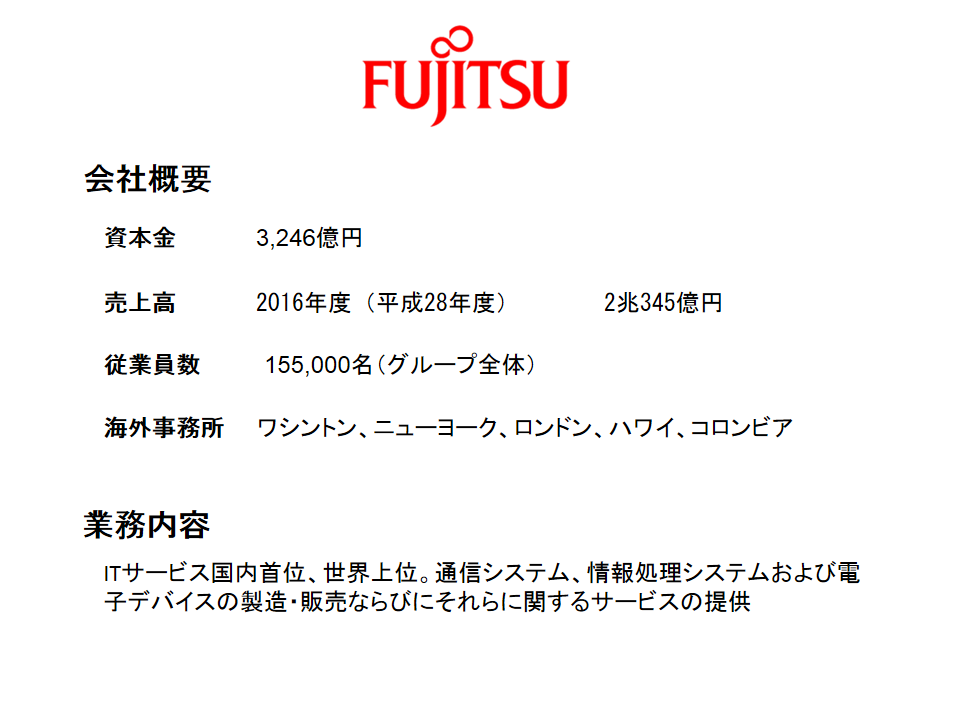 FUJITSU
会社概要
資本金 3,246億円
売上高 2016年度（平成28年度） 2兆345億円
従業員数 155,000名（グループ全体）
海外事務所 ワシントン、ニューヨーク、ロンドン、ハワイ、コロンビア
業務内容
ITサービス国内首位、世界上位。通信システム、情報処理システムおよび電
子デバイスの製造・販売ならびにそれらに関するサービスの提供